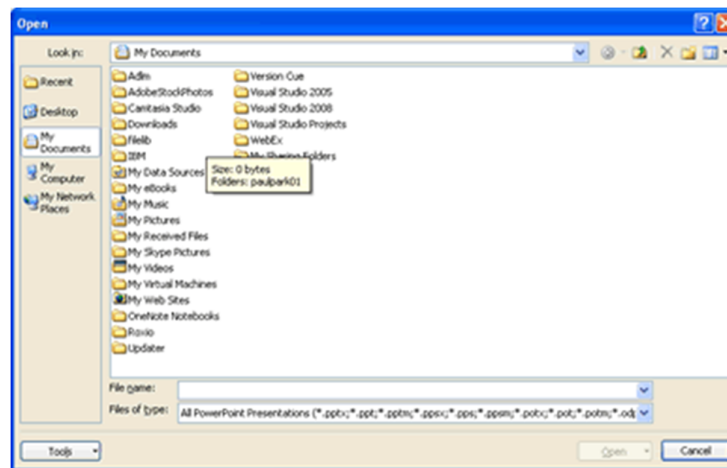 Open
Look in:
My Documents
Recent
Desktop
My
Documents
My
Computer
My Network
Places
Adlm
AdobeStockPhotos
Camtasia Studio
Downloads
filelib
IBM
My Data Sources
My eBooks
My Music
My Pictures
My Received Files
My Skype Pictures
My Videos
My Virtual Machines
My Web Sites
OneNote Notebooks
Roxio
Updater
Version Cue
Visual Studio 2005
Visual Studio 2008
Visual Studio Projects
WebEx
My Sharing Folders
Size: 0 bytes
Folders: paulpark01
File name:
Files of type:
All PowerPoint Presentations (*.pptx;*.ppt;*.pptm;*.ppsx;*.pps;*.ppsm;*.potx;*.pot;*.potm;*.odp
Tools
Open
Cancel